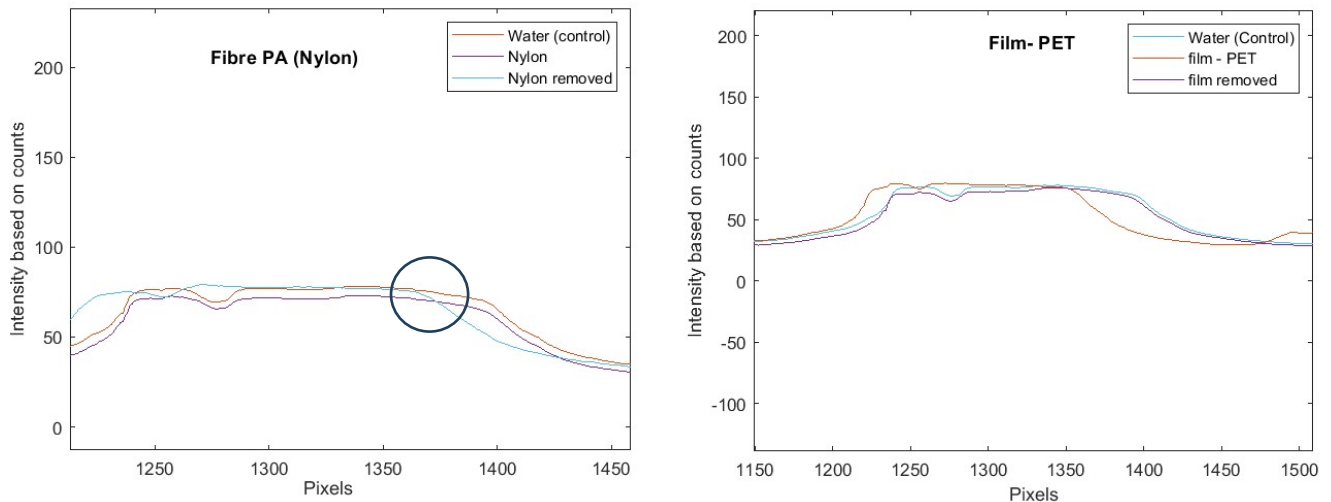 Fibre PA (Nylon)
Water (control)
Nylon
Nylon removed
Intensity based on counts
200
150
100
50
0
1250
1300
1350
1400
1450
Pixels
Film- PET
Water (Control)
film - PET
film removed
Intensity based on counts
200
150
100
50
0
-50
-100
1150
1200
1250
1300
1350
1400
1450
1500
Pixels